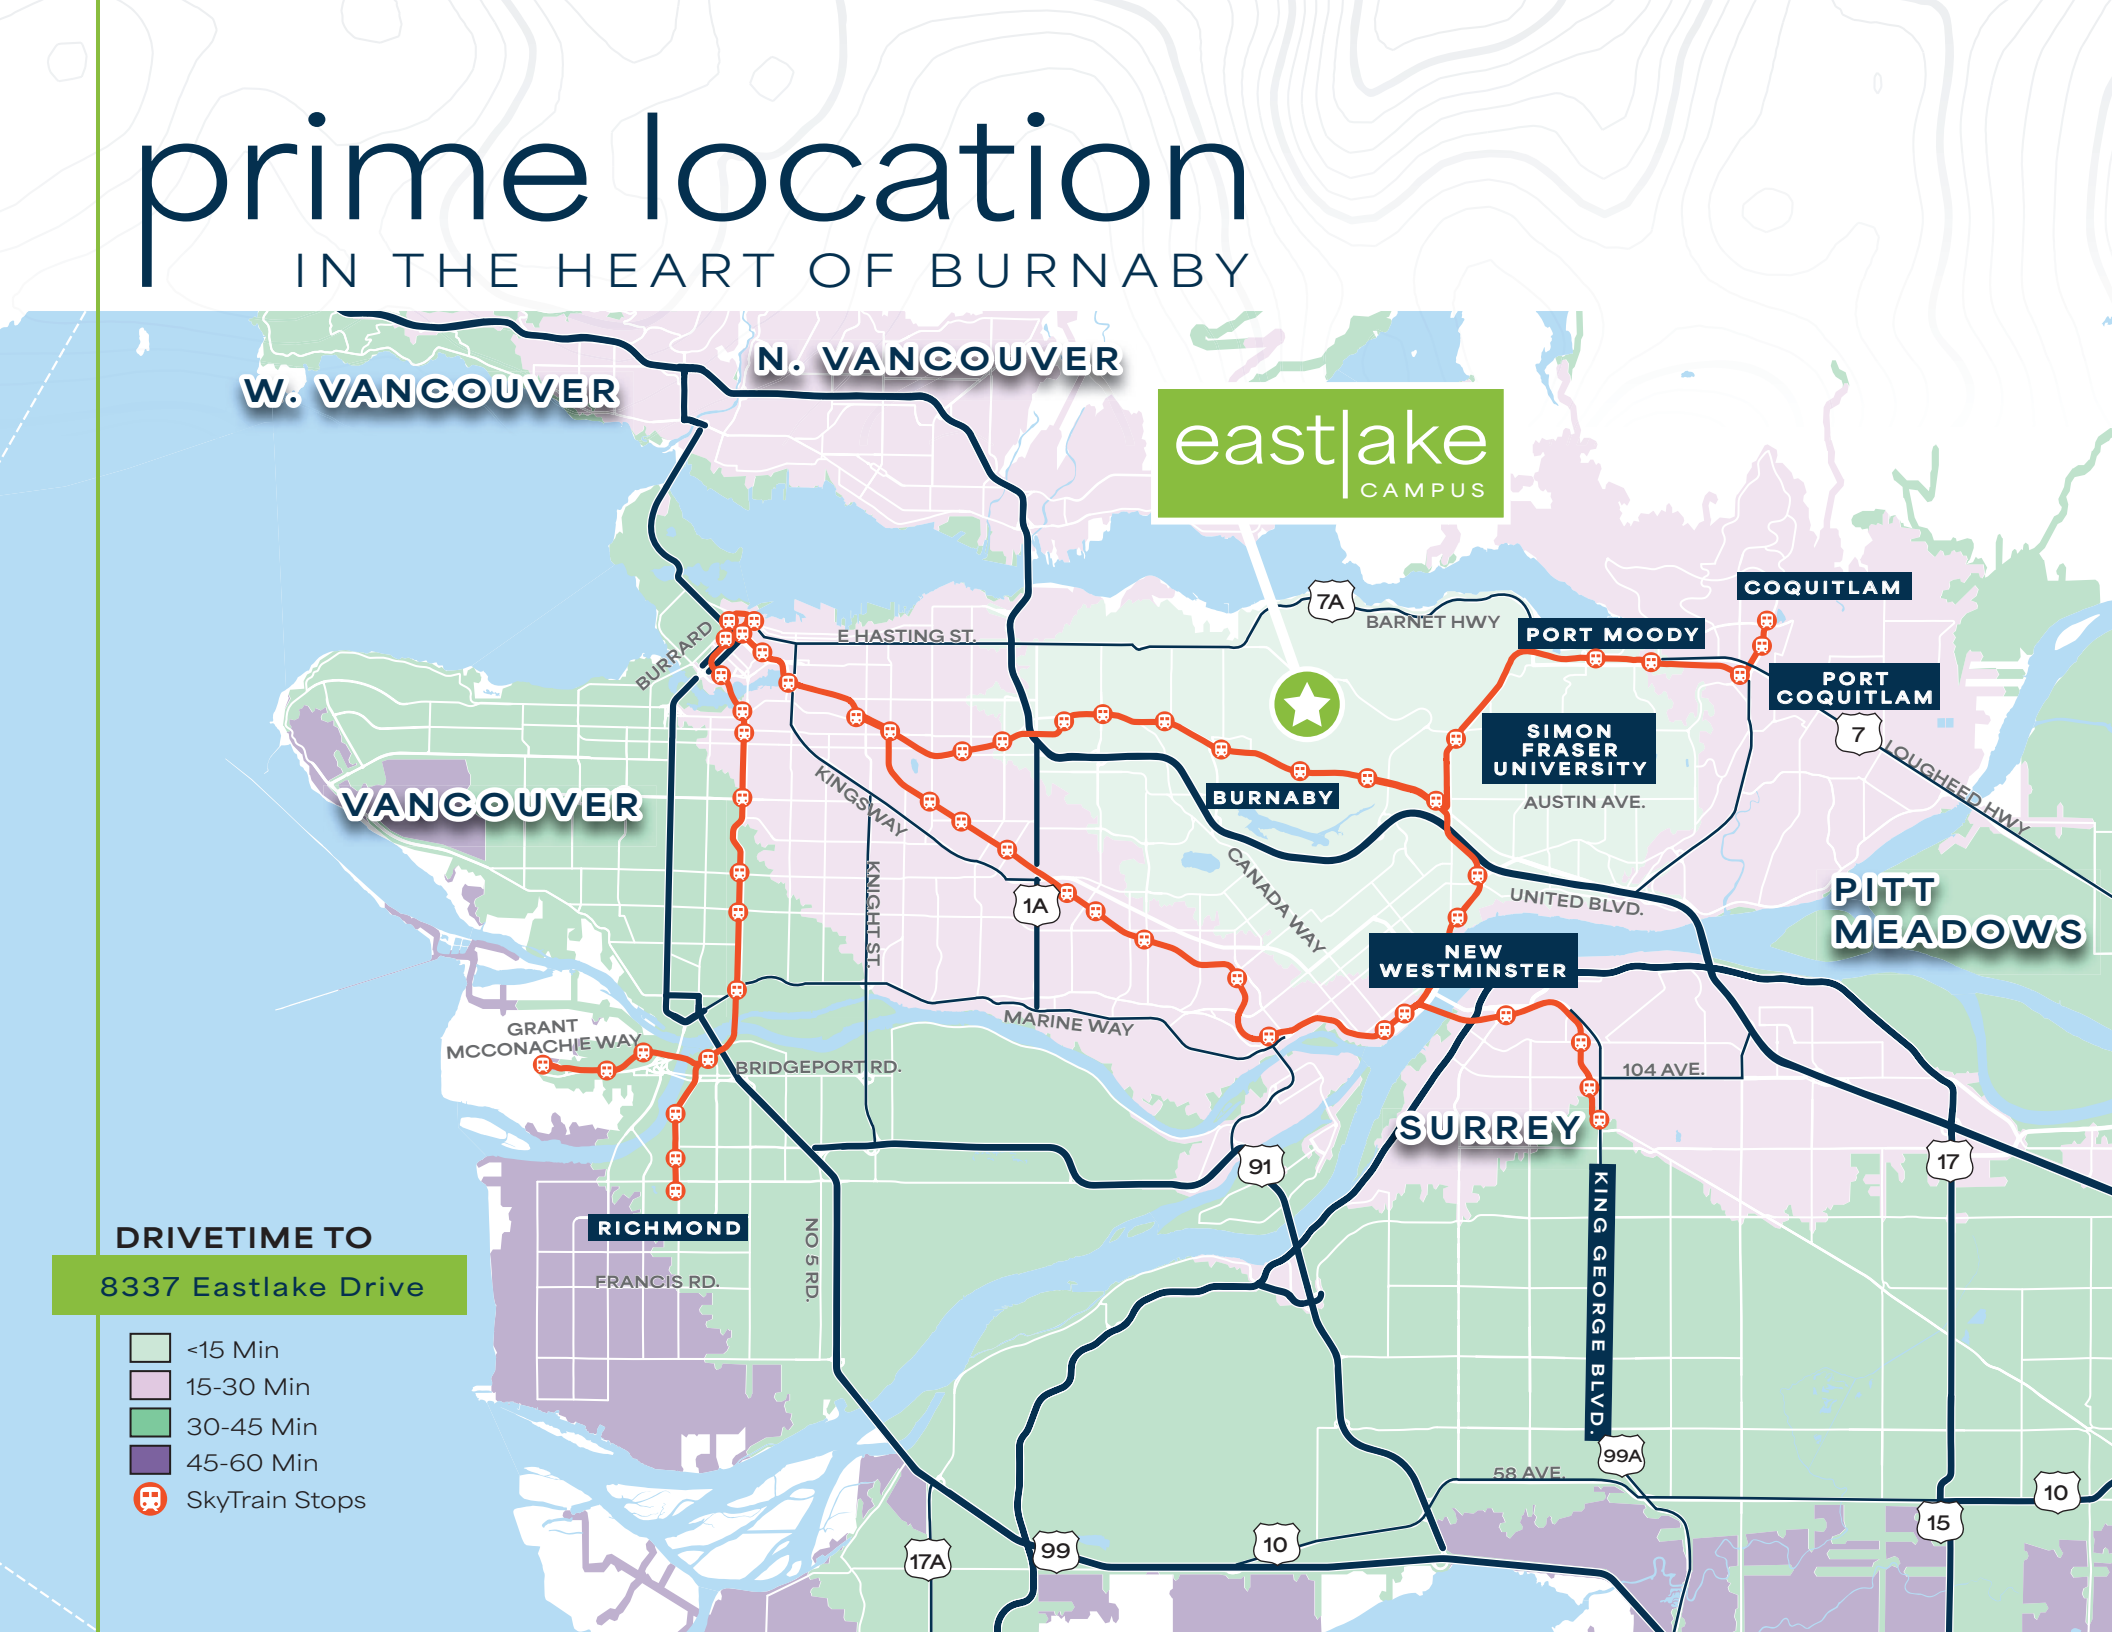 prime location
IN THE HEART OF BURNABY
W. VANCOUVER
N. VANCOUVER
east|ake
CAMPUS
7A
BARNET HWY
COQUITLAM
PORT MOODY
PORT
COQUITLAM
7
LOUGHEED HWY
BURRARD
E HASTING ST.
SIMON
FRASER
UNIVERSITY
AUSTIN AVE.
VANCOUVER
KINGSWAY
BURNABY
KNIGHT ST.
1A
CANADA WAY
UNITED BLVD.
PITT
MEADOWS
NEW
WESTMINSTER
GRANT
MCCONACHIE WAY
MARINE WAY
BRIDGEPORT RD.
104 AVE.
SURREY
91
17
KING GEORGE BLVD.
RICHMOND
NO 5 RD.
FRANCIS RD.
DRIVETIME TO
8337 Eastlake Drive
<15 Min
15-30 Min
30-45 Min
45-60 Min
SkyTrain Stops
99A
58 AVE.
10
15
17A
99
10